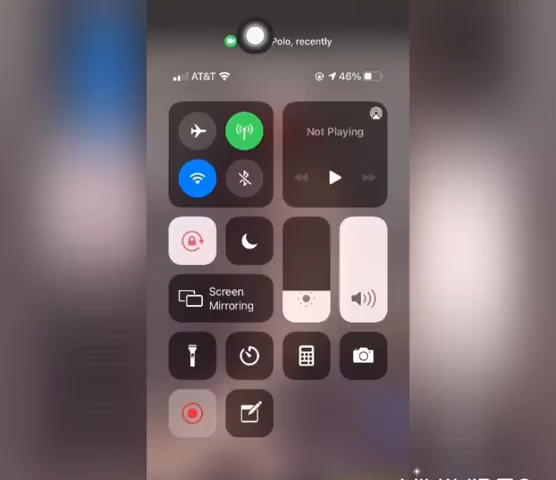 Polo, recently
AT&T 46%
Not Playing
Screen
Mirroring